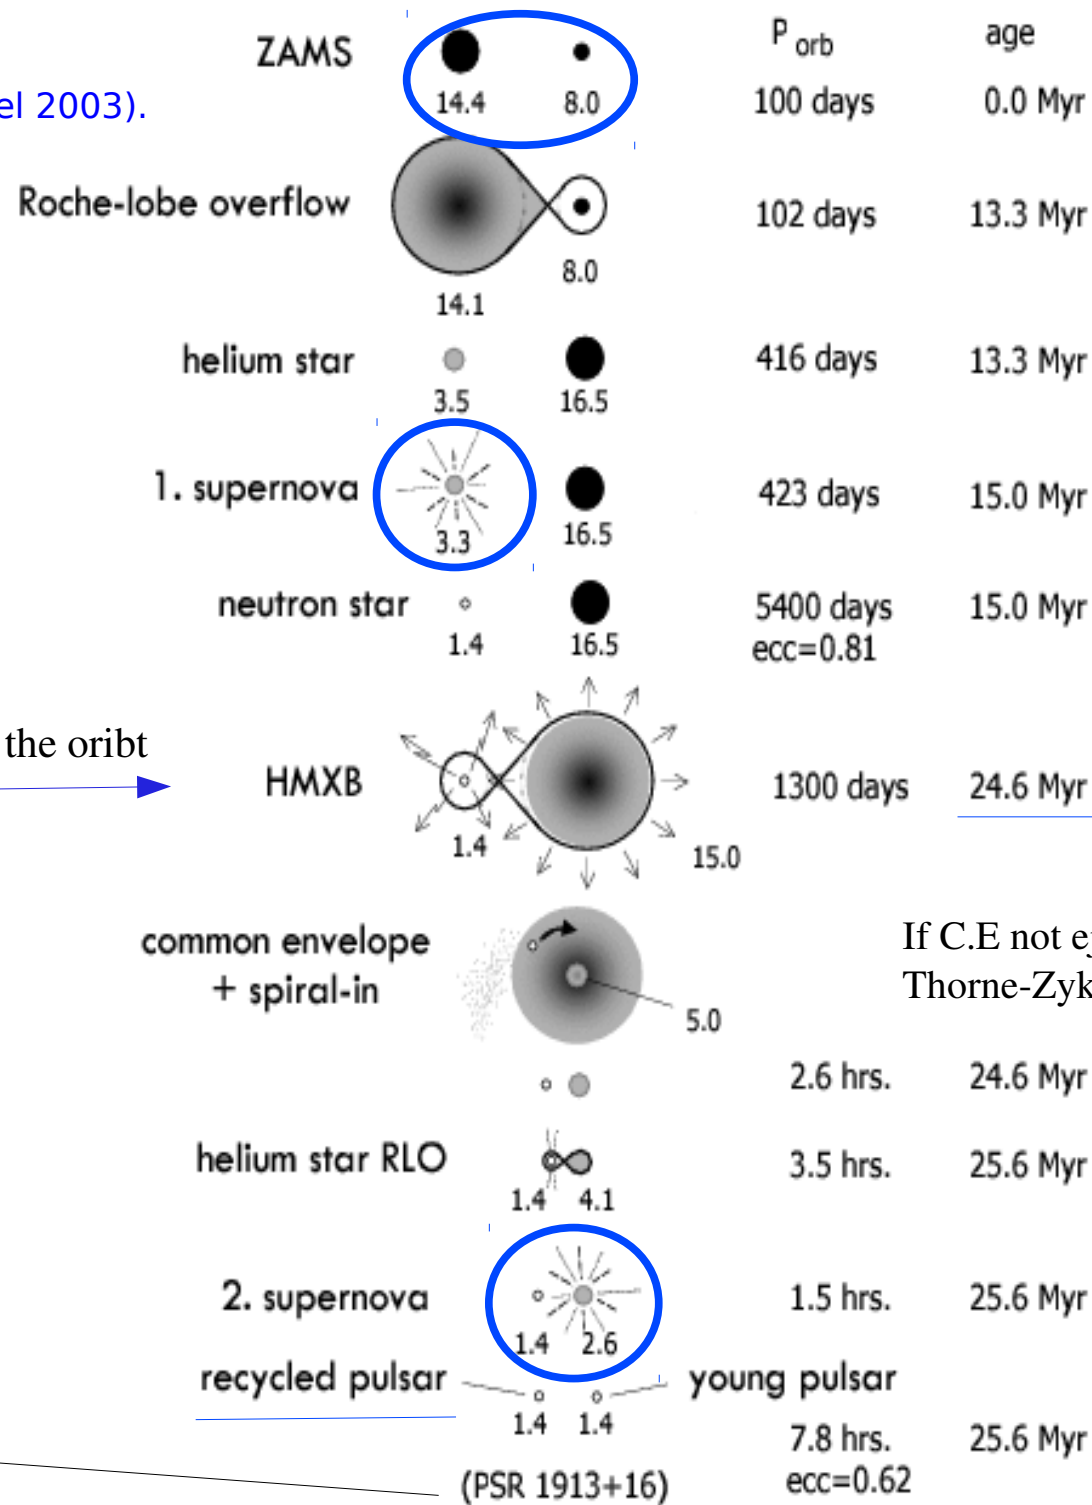 P orb age
ZAMS
14.4 8.0 100 days 0.0 Myr
el 2003).
Roche-lobe overflow 102 days 13.3 Myr
8.0
14.1
helium star 416 days 13.3 Myr
3.5 16.5
1. supernova 423 days 15.0 Myr
3.3 16.5
neutron star 5400 days 15.0 Myr
1.4 16.5 ecc=0.81
the oribt
HMXB 1300 days 24.6 Myr
1.4 15.0
common envelope
+ spiral-in
If C.E not ej
Thorne-Zyk
5.0
2.6 hrs. 24.6 Myr
helium star RLO 3.5 hrs. 25.6 Myr
1.4 4.1
2. supernova 1.5 hrs. 25.6 Myr
1.4 2.6
recycled pulsar young pulsar
1.4 1.4
7.8 hrs. 25.6 Myr
(PSR 1913+16) ecc=0.62